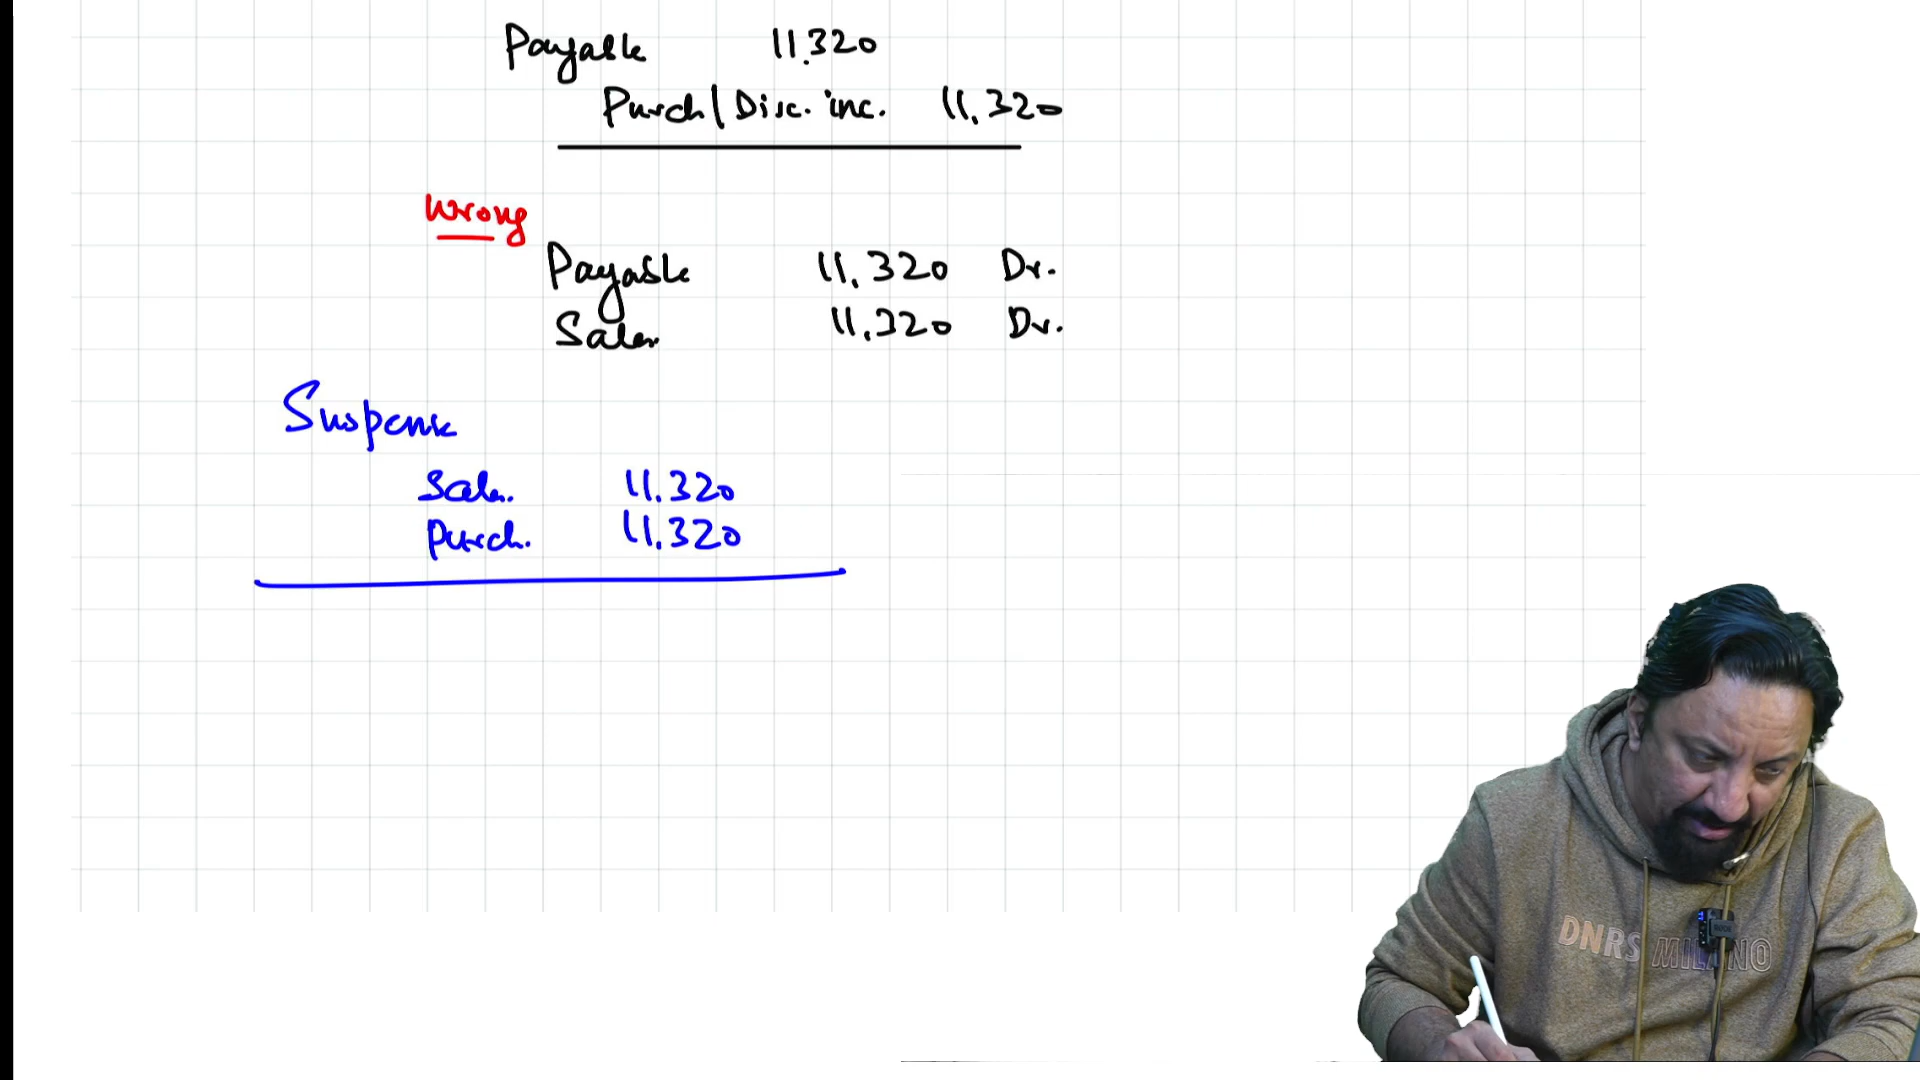 Payable 11,320
Purch/Disc. inc. 11,320
Wrong
Payable 11,320 Dr.
Sales 11,320 Dr.
Suspense
Sales. 11,320
Purch. 11,320
DNRS MILANO